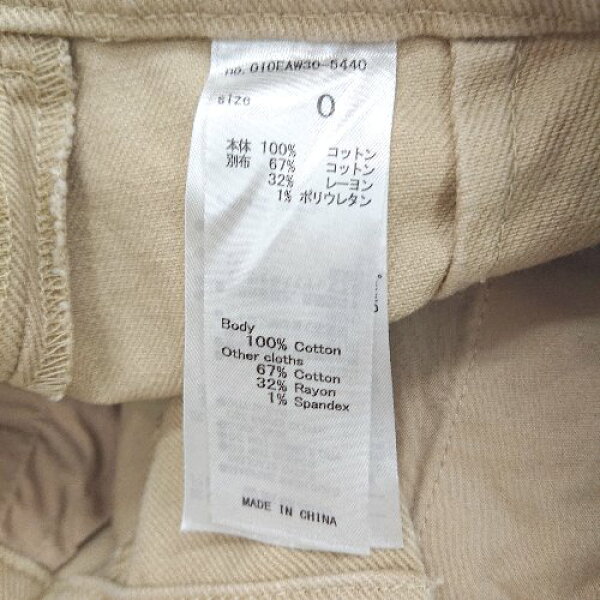 no. 010EAW30-5440
size 0
本体 100% コットン
別布 67% コットン
32% レーヨン
1% ポリウレタン
Body
100% Cotton
Other cloths
67% Cotton
32% Rayon
1% Spandex
MADE IN CHINA